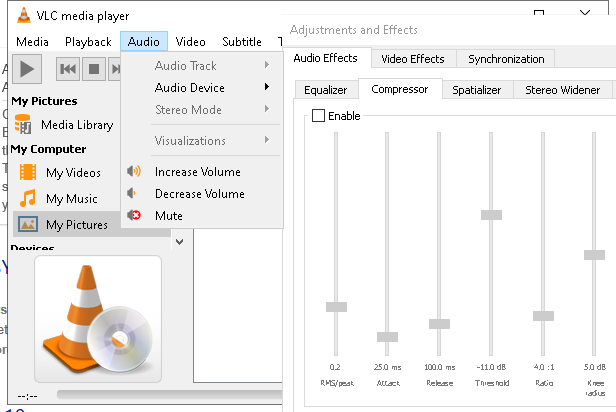 VLC media player
Media Playback Audio Video Subtitle T
Audio Track
Audio Device
Stereo Mode
Visualizations
Increase Volume
Decrease Volume
Mute
My Pictures
Media Library
My Computer
My Videos
My Music
My Pictures
Devices
--:--
Adjustments and Effects
Audio Effects Video Effects Synchronization
Equalizer Compressor Spatializer Stereo Widener
Enable
0.2 25.0 ms 100.0 ms -11.0 dB 4.0 :1 5.0 dB
RMS/peak Attack Release Threshold Ratio Knee
radius